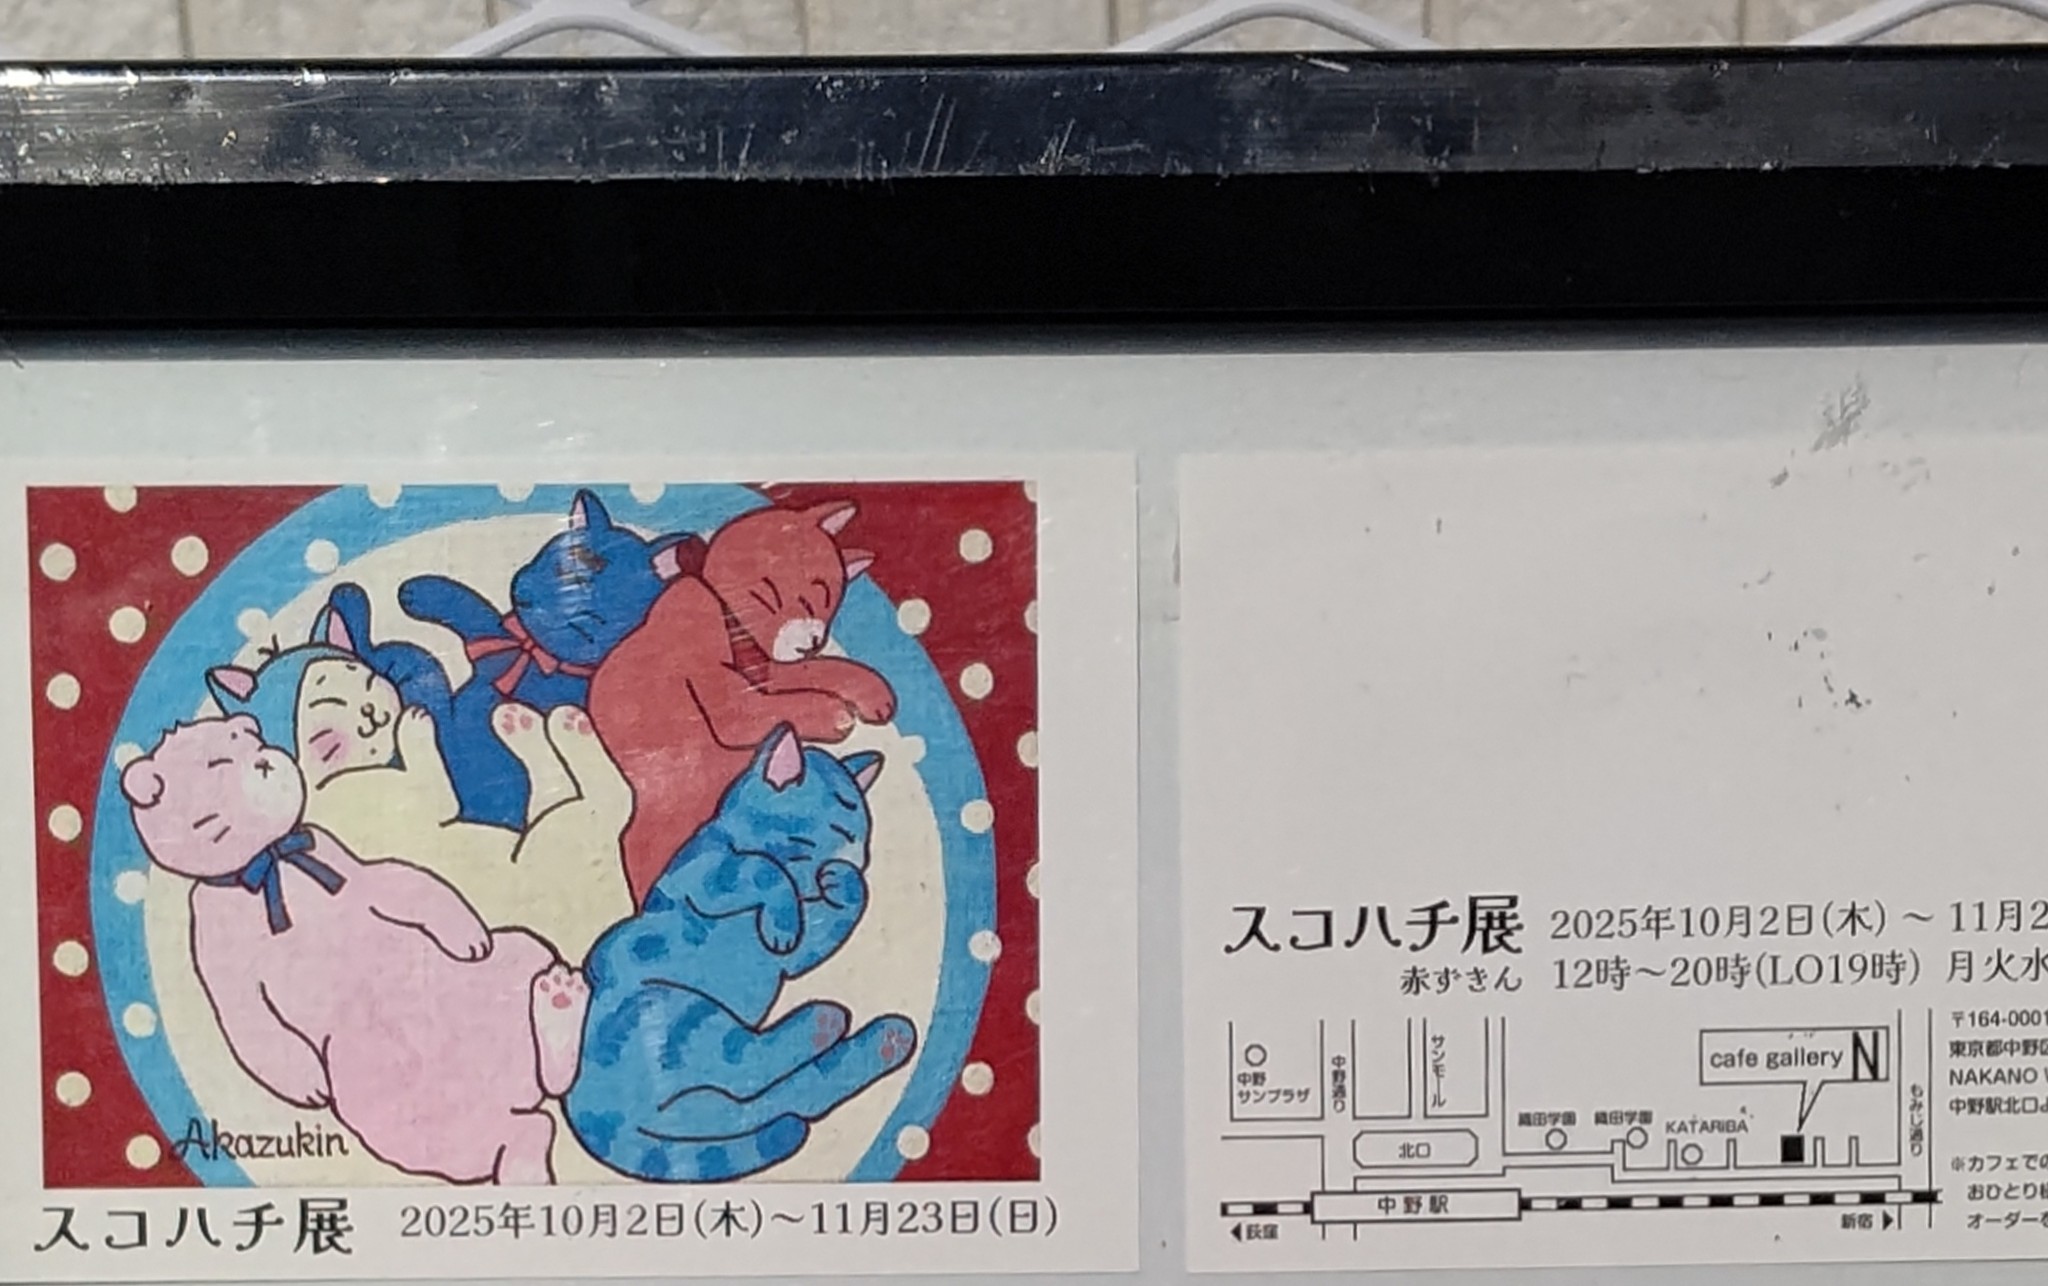 Akazukin
スコハチ展 2025年10月2日(木)～11月23日(日)
スコハチ展 2025年10月2日(木)～11月2
赤ずきん 12時～20時(LO19時) 月火水
中野
サンプラザ
中野通り
サンモール
北口
織田学園
織田学園
KATARIBA
cafe gallery N
もみじ通り
中野駅
◀荻窪
新宿▶
〒164-0001
東京都中野区
NAKANO
中野駅北口よ
※カフェでの
おひとり
オーダーを